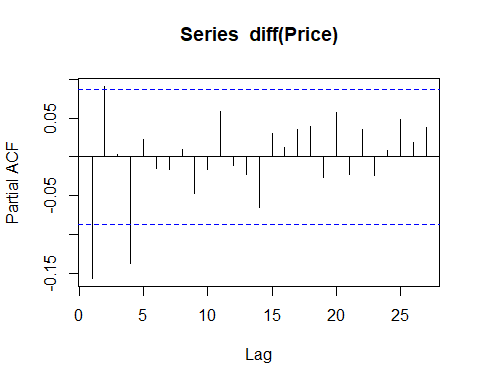 Series diff(Price)
Partial ACF
0.05
-0.05
-0.15
0 5 10 15 20 25
Lag